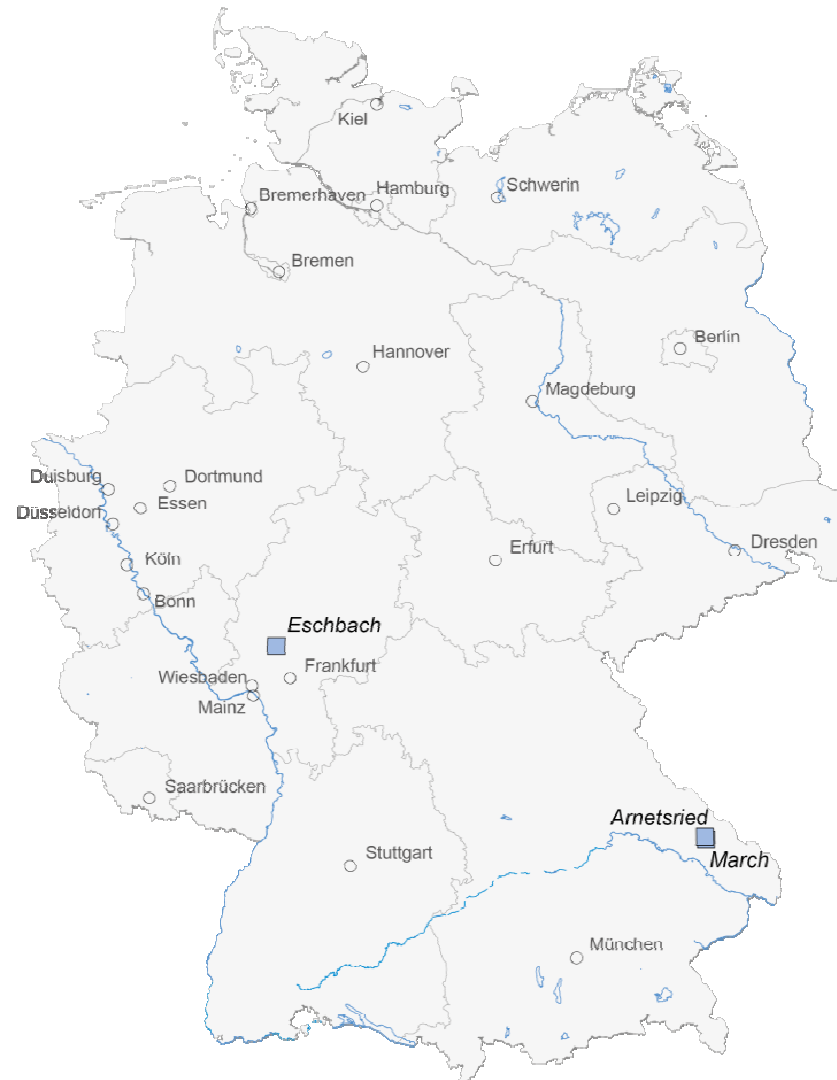 Kiel
Schwerin
Hamburg
Bremerhaven
Bremen
Berlin
Hannover
Magdeburg
Duisburg
Dortmund
Leipzig
Essen
Düsseldorf
Dresden
Erfurt
Köln
Bonn
Eschbach
Frankfurt
Wiesbaden
Mainz
Saarbrücken
Arnetsried
Stuttgart
March
München